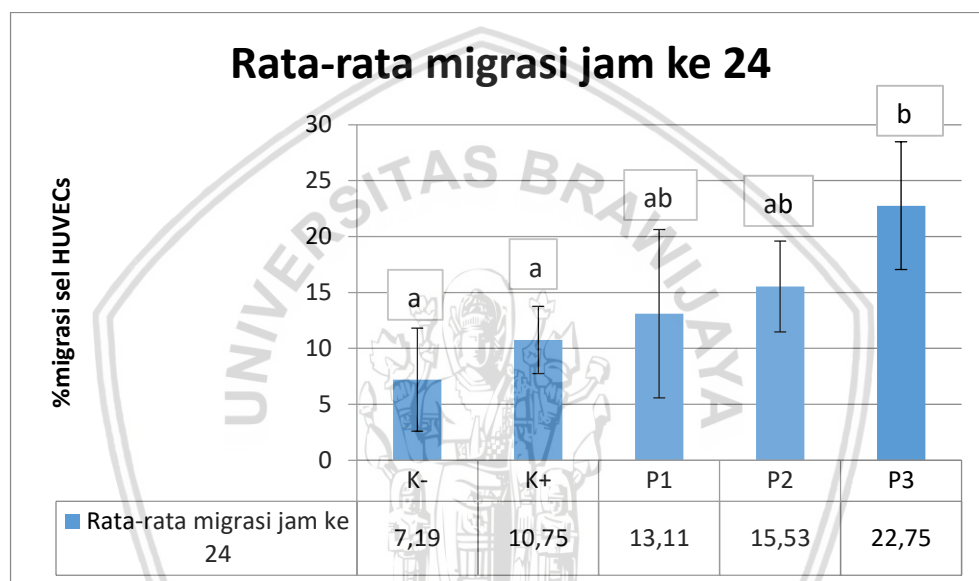 Rata-rata migrasi jam ke 24
%migrasi sel HUVECs
30
25
20
15
10
5
0
a
a
ab
ab
b
K-
K+
P1
P2
P3
Rata-rata migrasi jam ke
24
7,19
10,75
13,11
15,53
22,75
UNIVERSITAS BRAWIJAYA